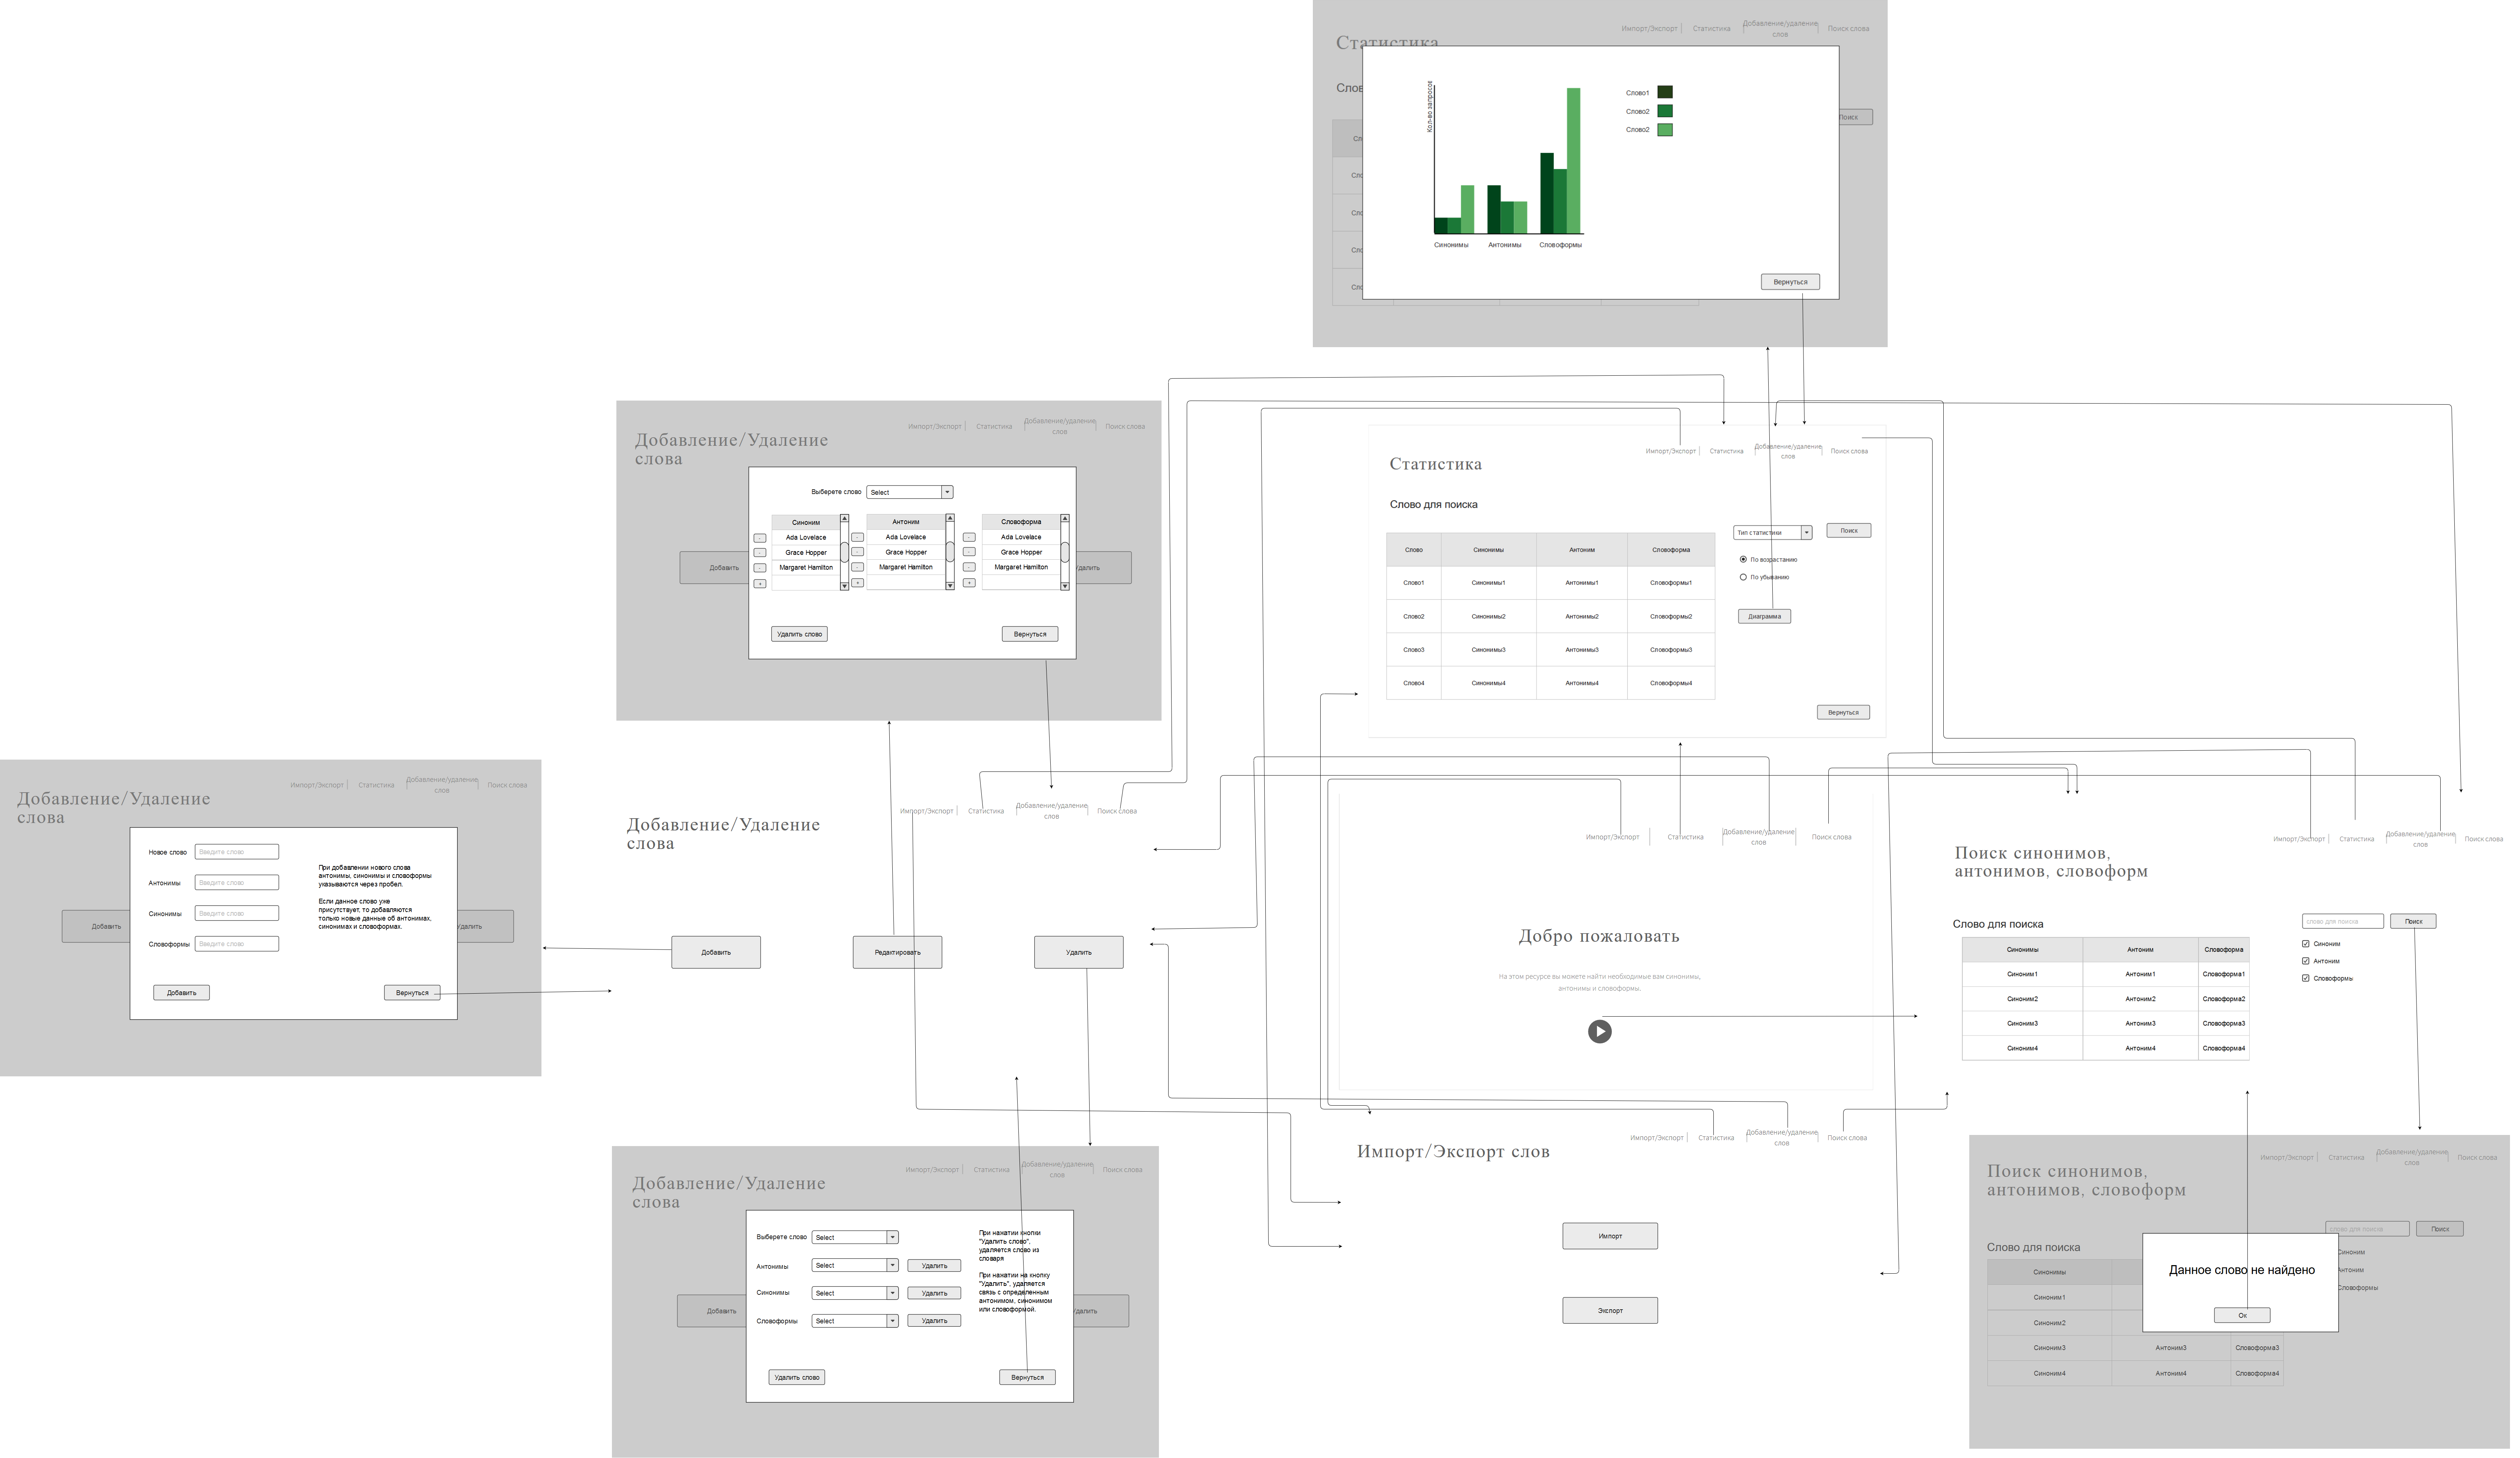 Статистика
Импорт/Экспорт
Статистика
Добавление/удаление
слов
Поиск слова
Кол-во запросов
Синонимы
Антонимы
Словоформы
Слово1
Слово2
Слово2
Вернуться
Поиск
Добавление/Удаление
слова
Импорт/Экспорт
Статистика
Добавление/удаление
слов
Поиск слова
Выберете слово
Select
Синоним
Антоним
Словоформа
- Ada Lovelace - Ada Lovelace - Ada Lovelace
- Grace Hopper - Grace Hopper - Grace Hopper
- Margaret Hamilton - Margaret Hamilton - Margaret Hamilton
+ + +
Удалить слово
Вернуться
Добавить
Статистика
Импорт/Экспорт
Статистика
Добавление/удаление
слов
Поиск слова
Слово для поиска
Слово Синонимы Антоним Словоформа
Слово1 Синонимы1 Антонимы1 Словоформы1
Слово2 Синонимы2 Антонимы2 Словоформы2
Слово3 Синонимы3 Антонимы3 Словоформы3
Слово4 Синонимы4 Антонимы4 Словоформы4
Тип статистики
Поиск
По возрастанию
По убыванию
Диаграмма
Вернуться
Добавление/Удаление
слова
Импорт/Экспорт
Статистика
Добавление/удаление
слов
Поиск слова
Новое слово
Введите слово
Антонимы
Введите слово
Синонимы
Введите слово
Словоформы
Введите слово
При добавлении нового слова
антонимы, синонимы и словоформы
указываются через пробел.
Если данное слово уже
присутствует, то добавляются
только новые данные об антонимах,
синонимах и словоформах.
Добавить
Вернуться
Добавить
Добавление/Удаление
слова
Импорт/Экспорт
Статистика
Добавление/удаление
слов
Поиск слова
Добавить
Редактировать
Удалить
Импорт/Экспорт
Статистика
Добавление/удаление
слов
Поиск слова
Добро пожаловать
На этом ресурсе вы можете найти необходимые вам синонимы,
антонимы и словоформы.
Поиск синонимов,
антонимов, словоформ
Импорт/Экспорт
Статистика
Добавление/удаление
слов
Поиск слова
Слово для поиска
слово для поиска
Поиск
Синоним
Антоним
Словоформы
Синонимы Антоним Словоформа
Синоним1 Антоним1 Словоформа1
Синоним2 Антоним2 Словоформа2
Синоним3 Антоним3 Словоформа3
Синоним4 Антоним4 Словоформа4
Добавление/Удаление
слова
Импорт/Экспорт
Статистика
Добавление/удаление
слов
Поиск слова
Выберете слово
Select
Антонимы
Select
Удалить
Синонимы
Select
Удалить
Словоформы
Select
Удалить
При нажатии кнопки
"Удалить слово",
удаляется слово из
словаря
При нажатии на кнопку
"Удалить", удаляется
связь с определенным
антонимом, синонимом
или словоформой.
Удалить слово
Вернуться
Добавить
Импорт/Экспорт слов
Импорт/Экспорт
Статистика
Добавление/удаление
слов
Поиск слова
Импорт
Экспорт
Поиск синонимов,
антонимов, словоформ
Импорт/Экспорт
Статистика
Добавление/удаление
слов
Поиск слова
слово для поиска
Поиск
Слово для поиска
Синоним
Антоним
Словоформы
Синонимы
Синоним1
Синоним2
Синоним3 Антоним3 Словоформа3
Синоним4 Антоним4 Словоформа4
Данное слово не найдено
Ок